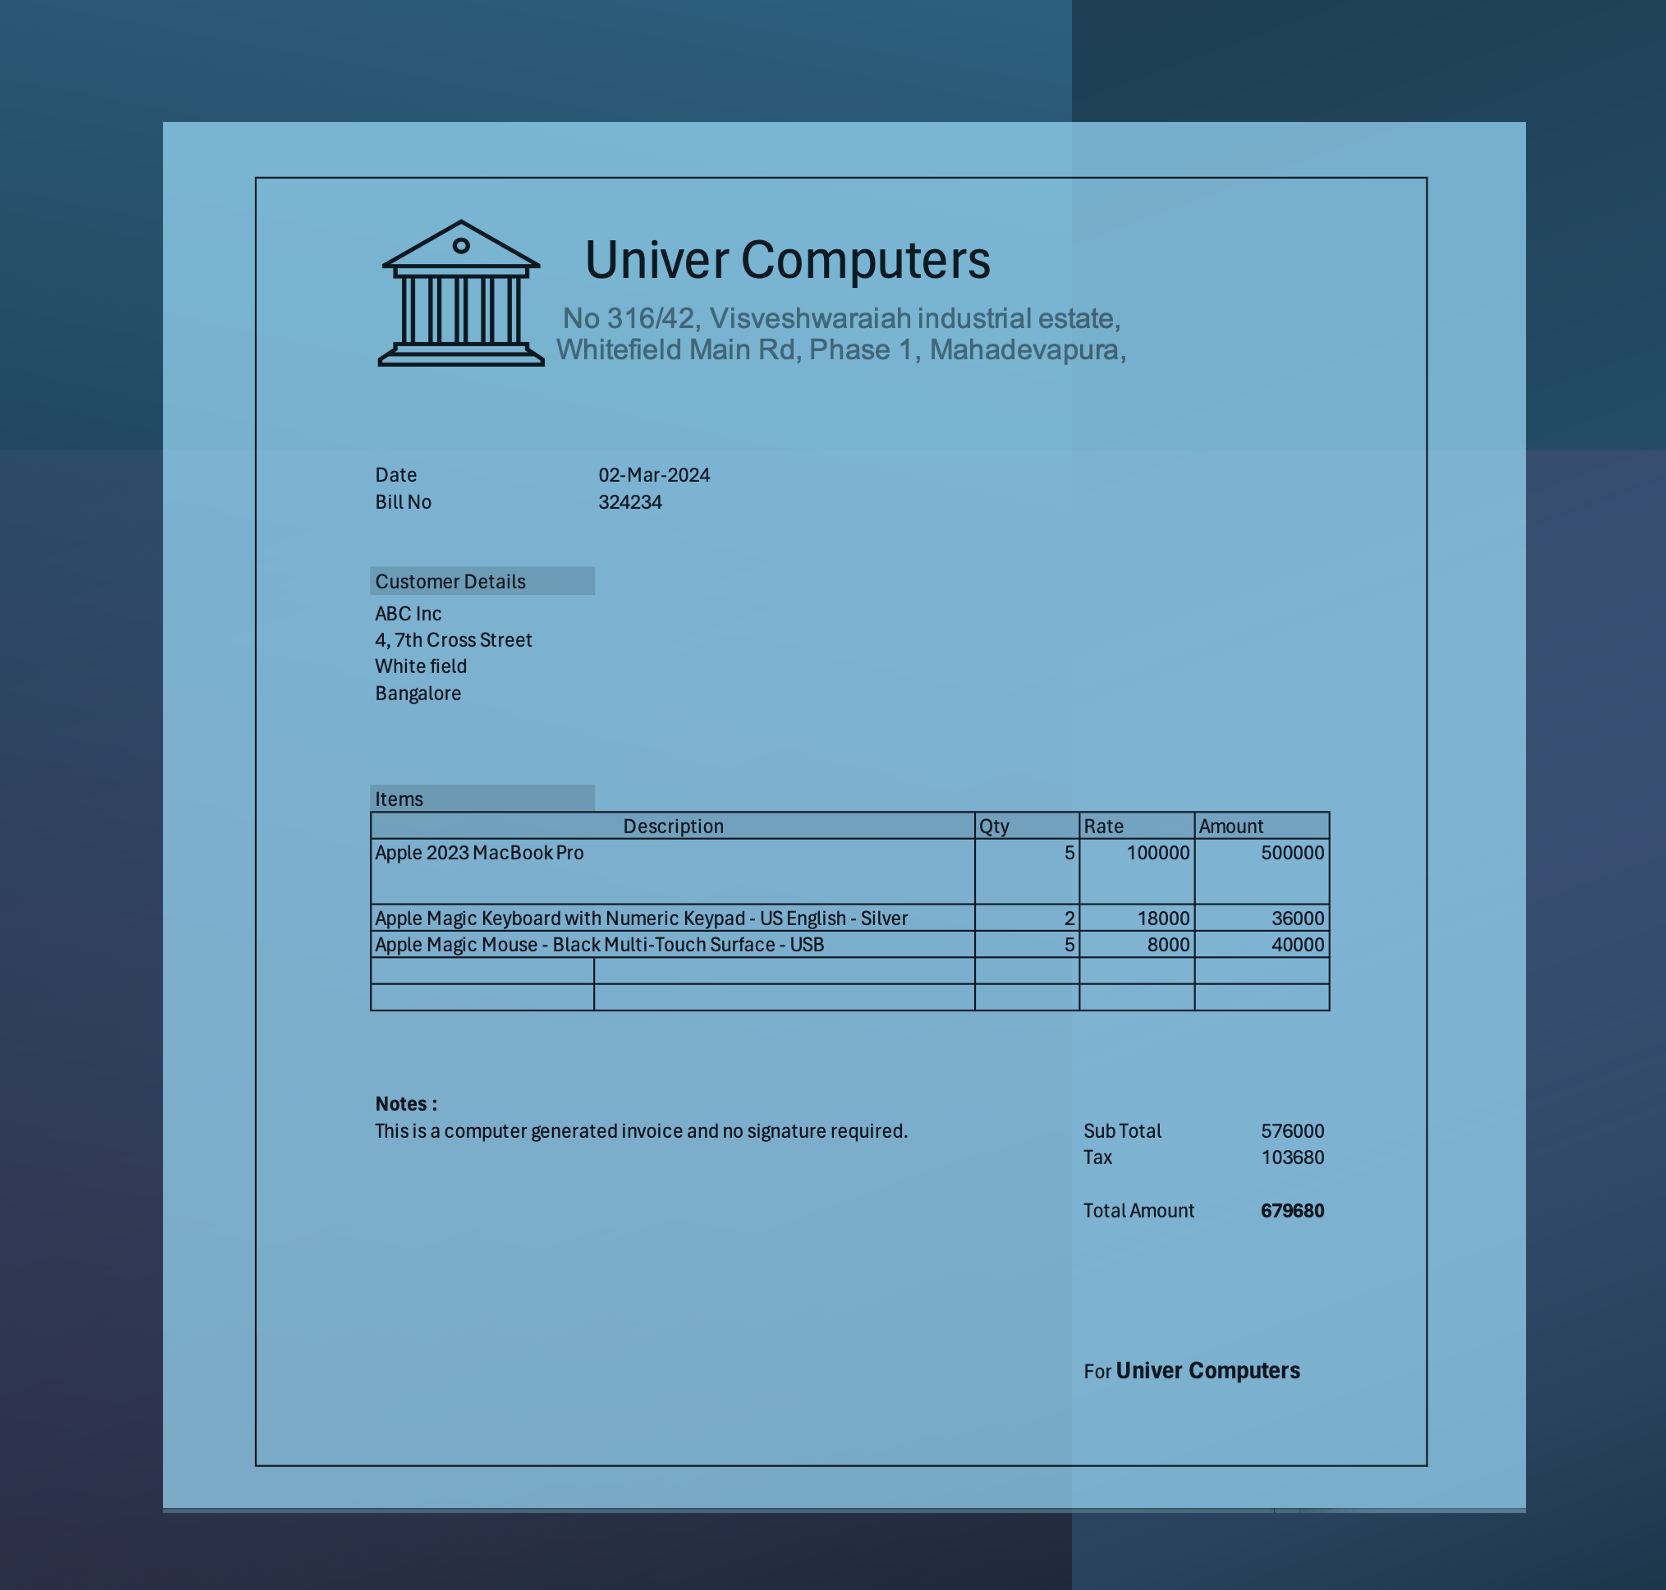 Univer Computers
No 316/42, Visveshwaraiah industrial estate,
Whitefield Main Rd, Phase 1, Mahadevapura,
Date 02-Mar-2024
Bill No 324234
Customer Details
ABC Inc
4, 7th Cross Street
White field
Bangalore
Items
Description Qty Rate Amount
Apple 2023 MacBook Pro 5 100000 500000
Apple Magic Keyboard with Numeric Keypad - US English - Silver 2 18000 36000
Apple Magic Mouse - Black Multi-Touch Surface - USB 5 8000 40000
Notes :
This is a computer generated invoice and no signature required. Sub Total 576000
Tax 103680
Total Amount 679680
For Univer Computers